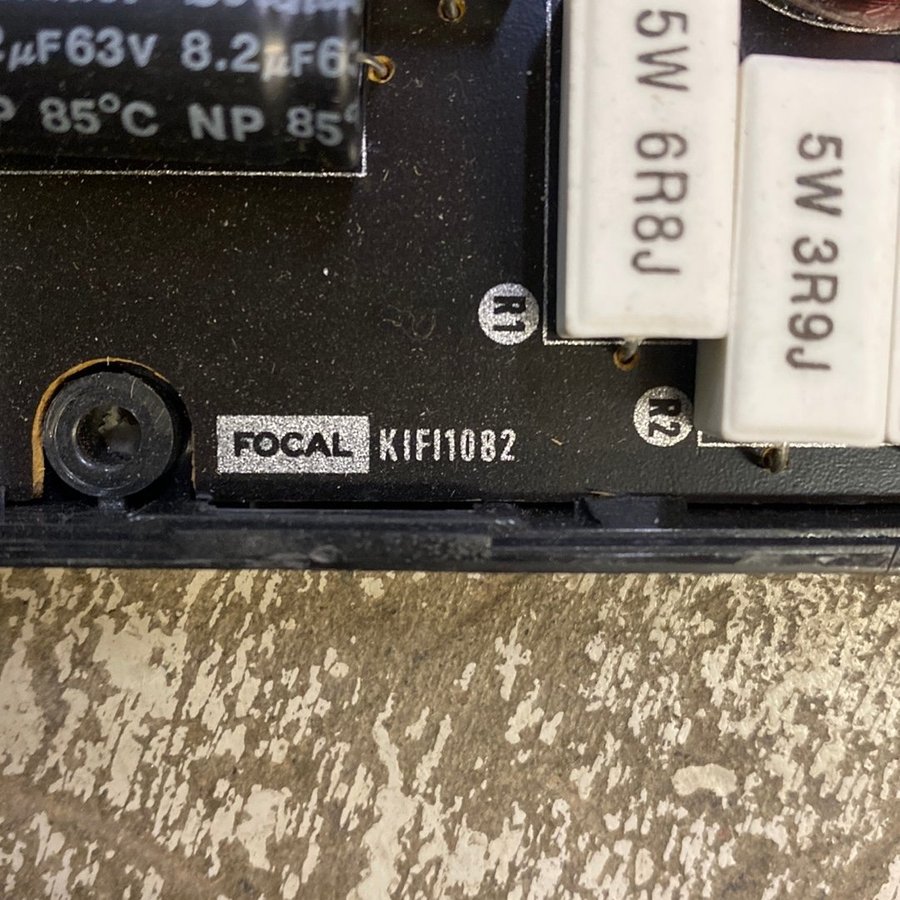 µF63V 8.2µF6
85°C NP 85°
5W 6R8J
5W 3R9J
R1
R2
FOCAL KIFI1082